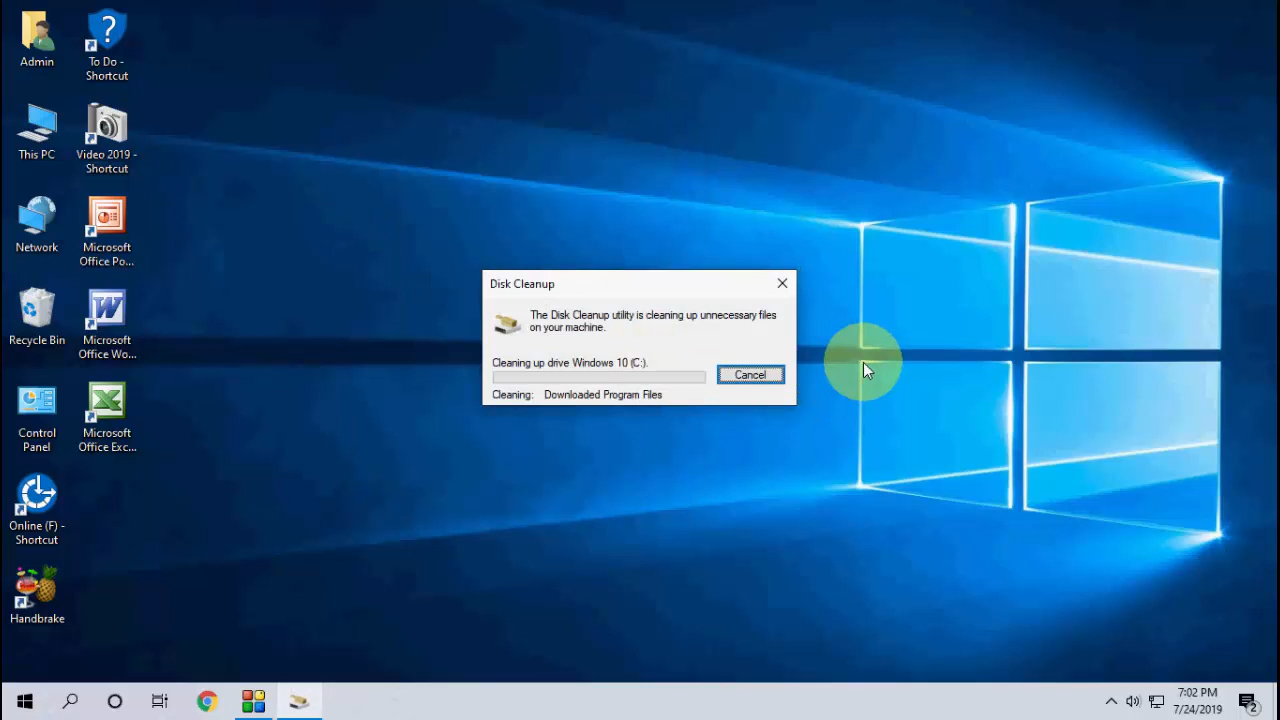 Admin
To Do -
Shortcut
This PC
Video 2019 -
Shortcut
Network
Microsoft
Office Po...
Recycle Bin
Microsoft
Office Wo...
Control
Panel
Microsoft
Office Exc...
Online (F) -
Shortcut
Handbrake
Disk Cleanup
The Disk Cleanup utility is cleaning up unnecessary files
on your machine.
Cleaning up drive Windows 10 (C:).
Cancel
Cleaning: Downloaded Program Files
7:02 PM
7/24/2019
2